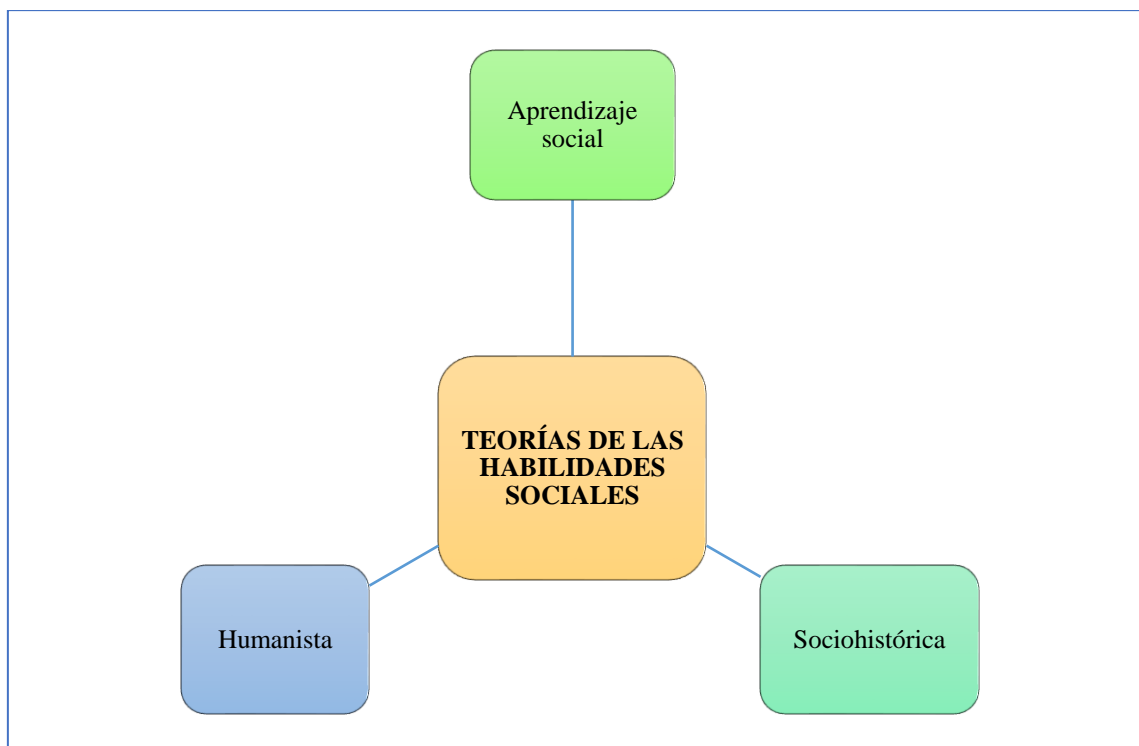 Aprendizaje
social
TEORÍAS DE LAS
HABILIDADES
SOCIALES
Humanista
Sociohistórica